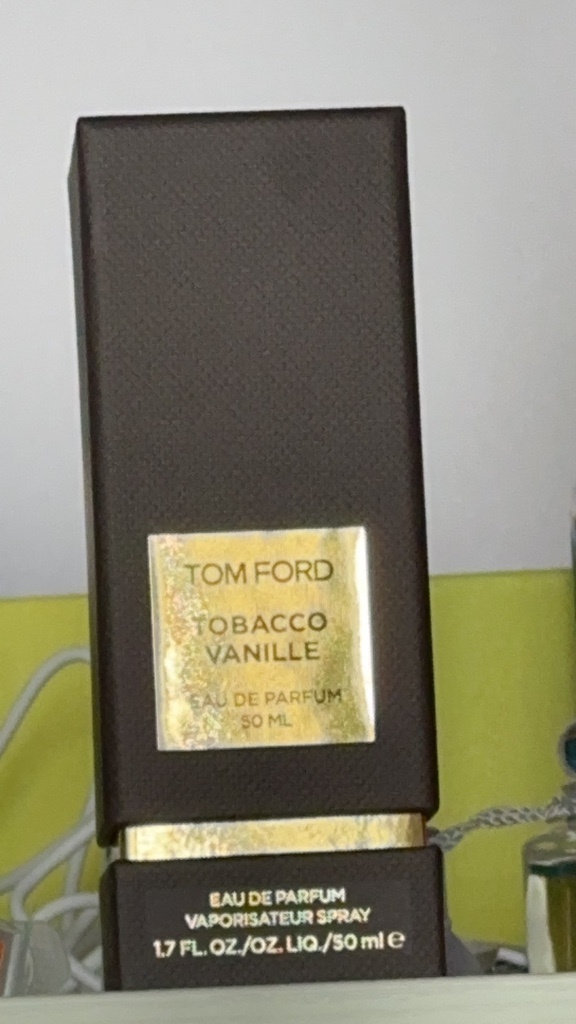 TOM FORD
TOBACCO
VANILLE
EAU DE PARFUM
50 ML
EAU DE PARFUM
VAPORISATEUR SPRAY
1.7 FL. OZ./OZ. LIQ./50 ml e